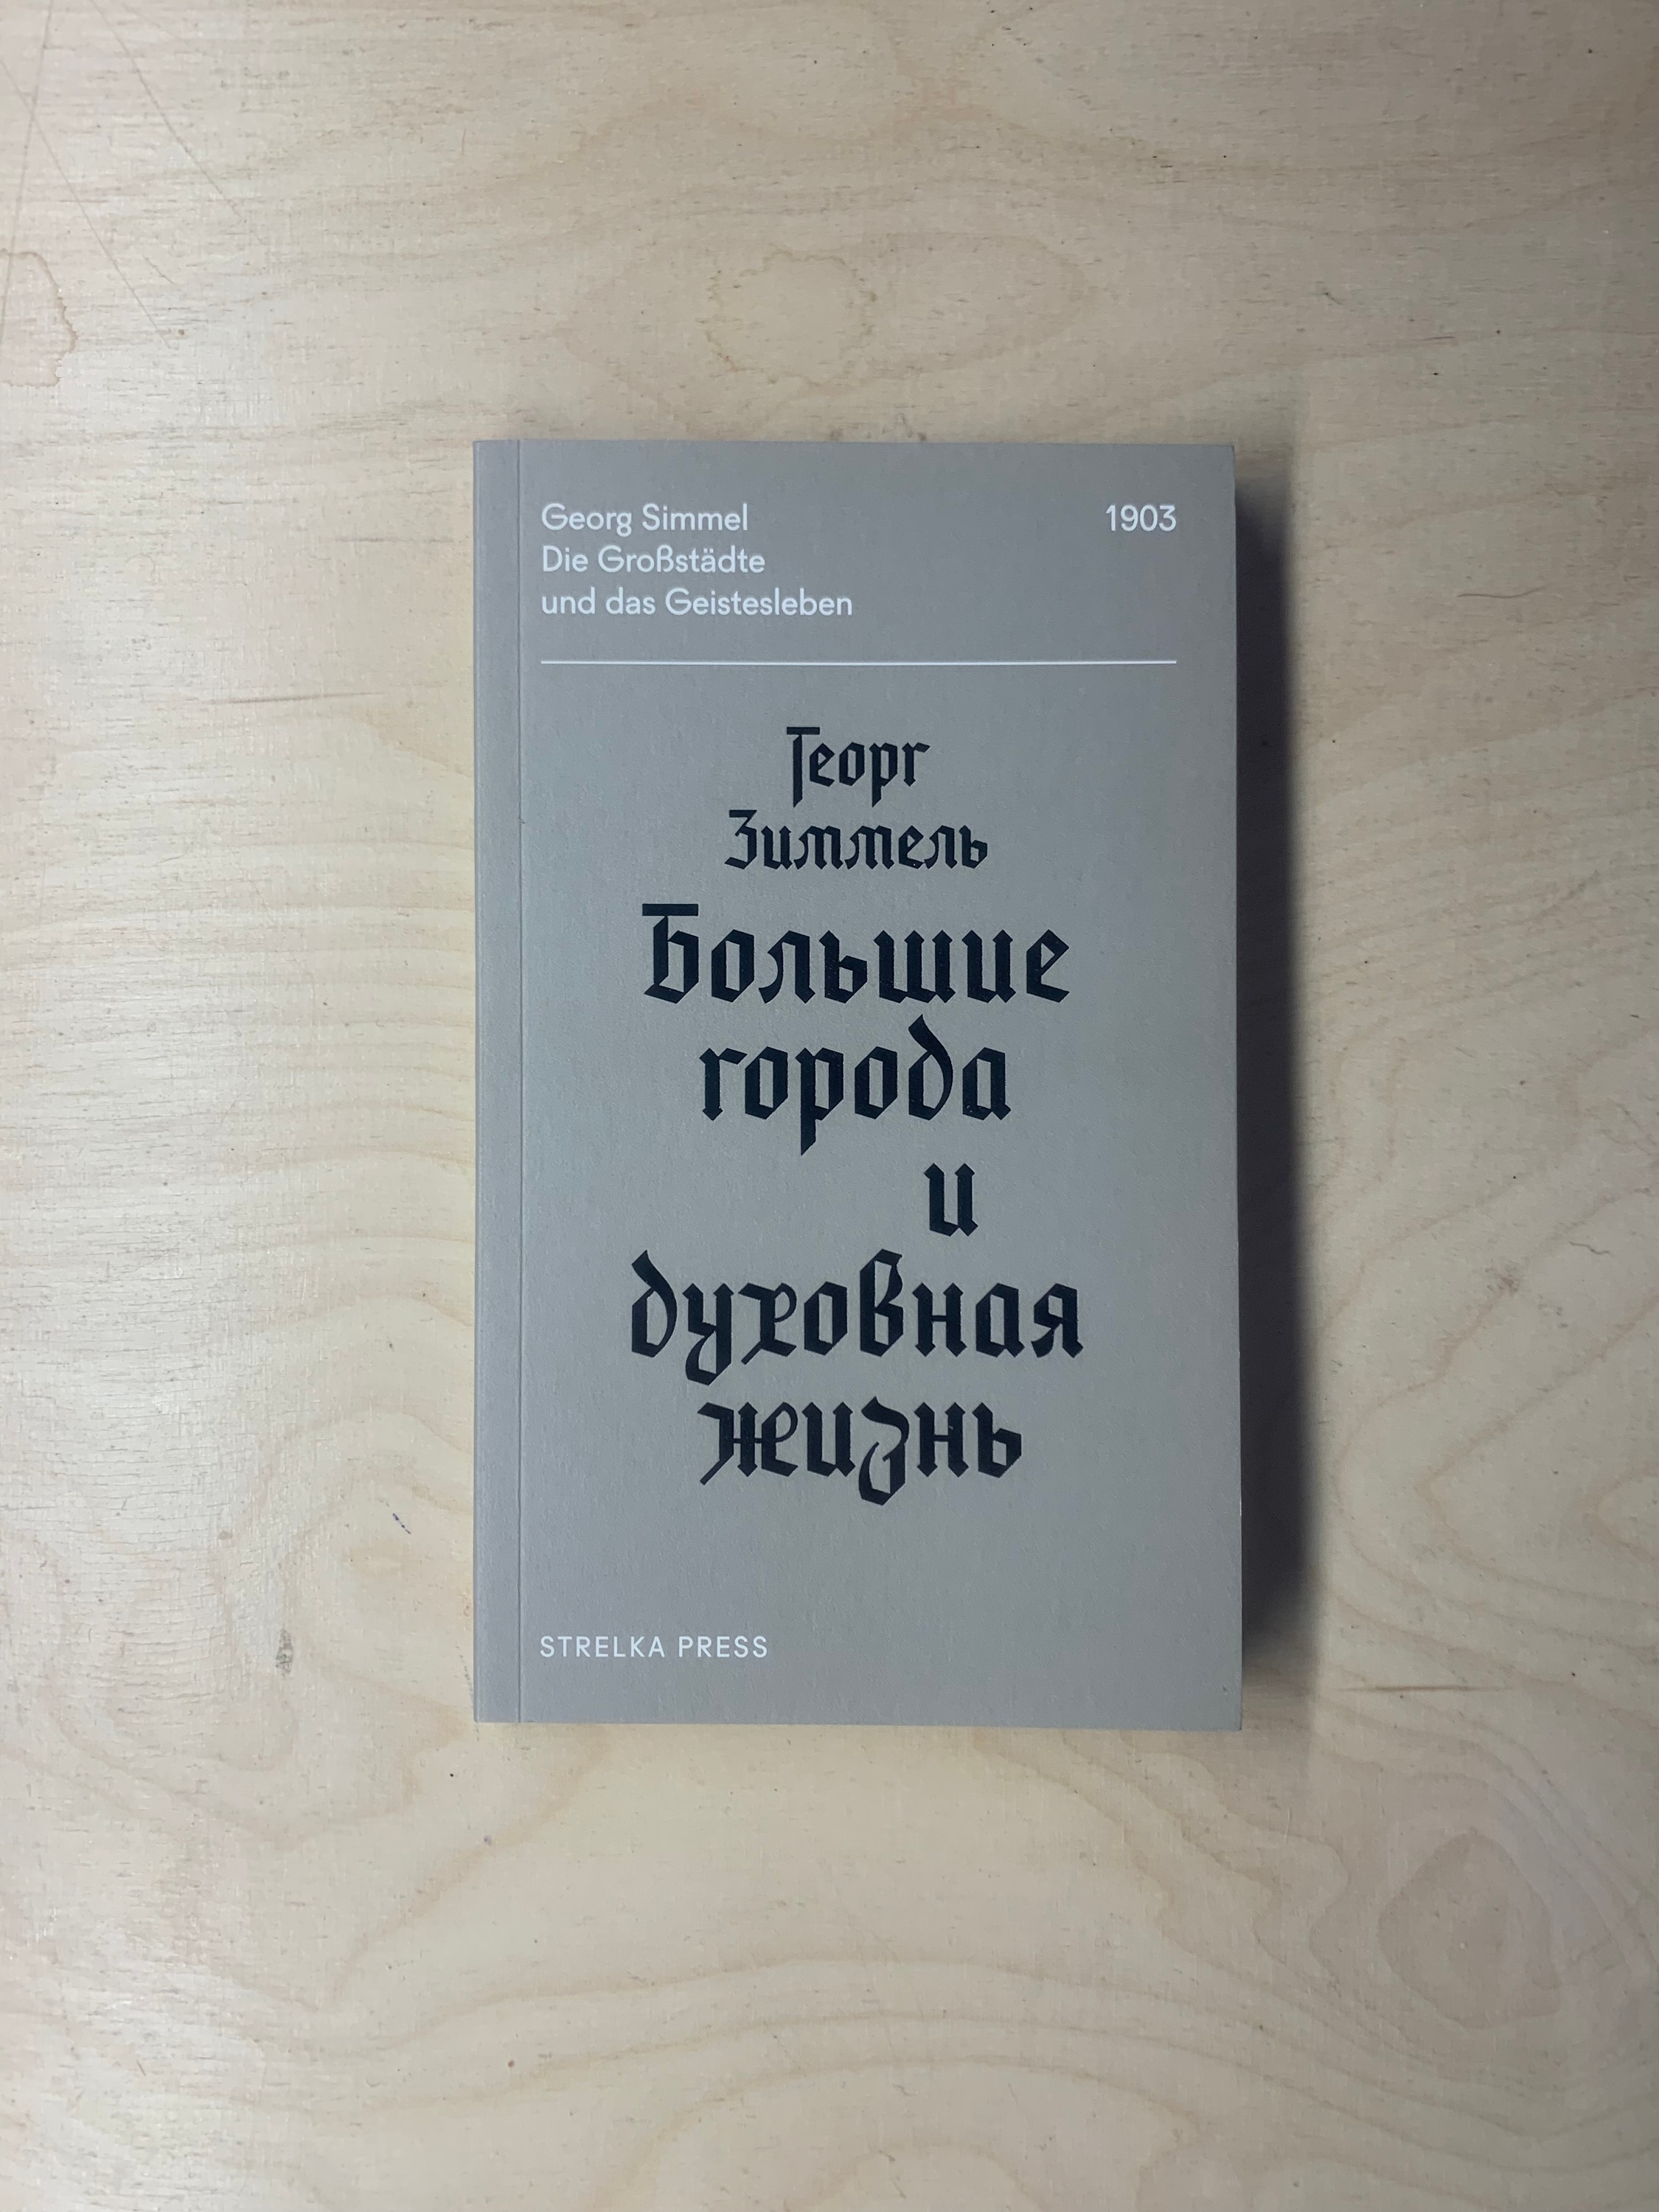 Georg Simmel 1903
Die Großstädte
und das Geistesleben
Георг
Зиммель
Большие
города
и
духовная
жизнь
STRELKA PRESS